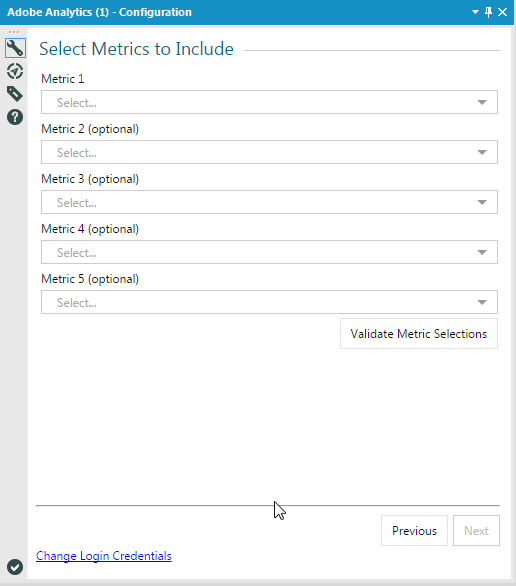 Adobe Analytics (1) - Configuration
Select Metrics to Include
Metric 1
Select...
Metric 2 (optional)
Select...
Metric 3 (optional)
Select...
Metric 4 (optional)
Select...
Metric 5 (optional)
Select...
Validate Metric Selections
Previous
Next
Change Login Credentials